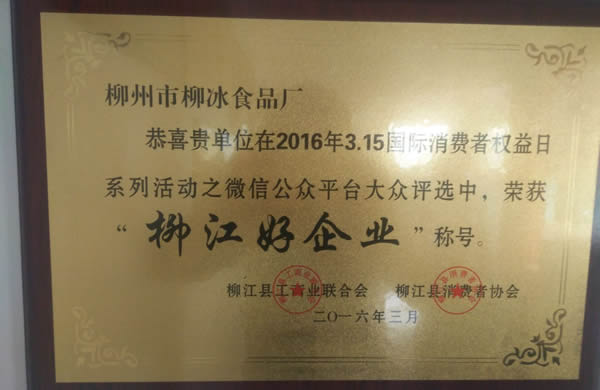 柳州市柳冰食品厂
恭喜贵单位在2016年3.15国际消费者权益日
系列活动之微信公众平台大众评选中，荣获
“柳江好企业”称号。
柳江县工商业联合会 柳江县消费者协会
二〇一六年三月